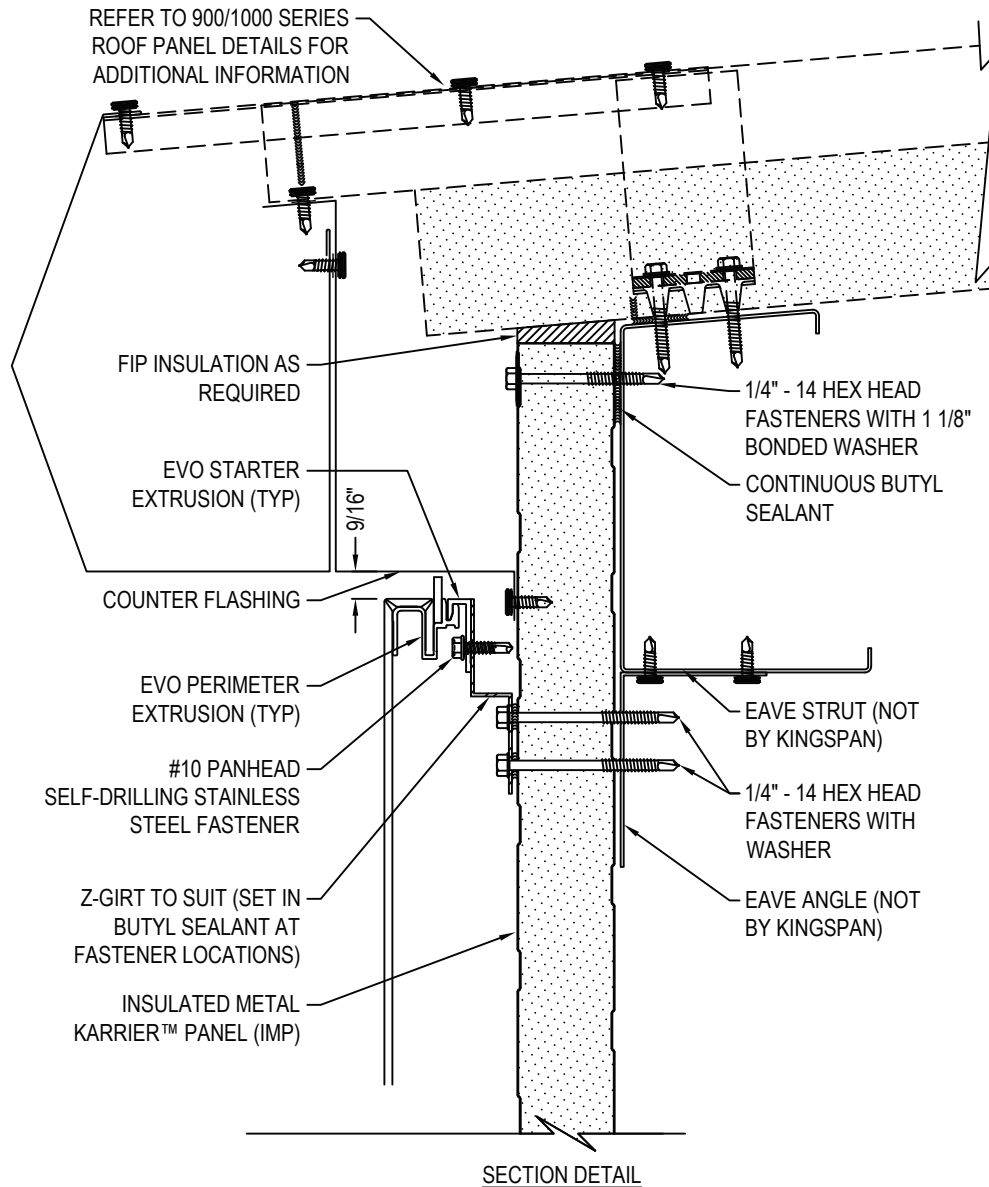 REFER TO 900/1000 SERIES
ROOF PANEL DETAILS FOR
ADDITIONAL INFORMATION
FIP INSULATION AS
REQUIRED
EVO STARTER
EXTRUSION (TYP)
9/16"
COUNTER FLASHING
EVO PERIMETER
EXTRUSION (TYP)
#10 PANHEAD
SELF-DRILLING STAINLESS
STEEL FASTENER
Z-GIRT TO SUIT (SET IN
BUTYL SEALANT AT
FASTENER LOCATIONS)
INSULATED METAL
KARRIER™ PANEL (IMP)
1/4" - 14 HEX HEAD
FASTENERS WITH 1 1/8"
BONDED WASHER
CONTINUOUS BUTYL
SEALANT
EAVE STRUT (NOT
BY KINGSPAN)
1/4" - 14 HEX HEAD
FASTENERS WITH
WASHER
EAVE ANGLE (NOT
BY KINGSPAN)
SECTION DETAIL